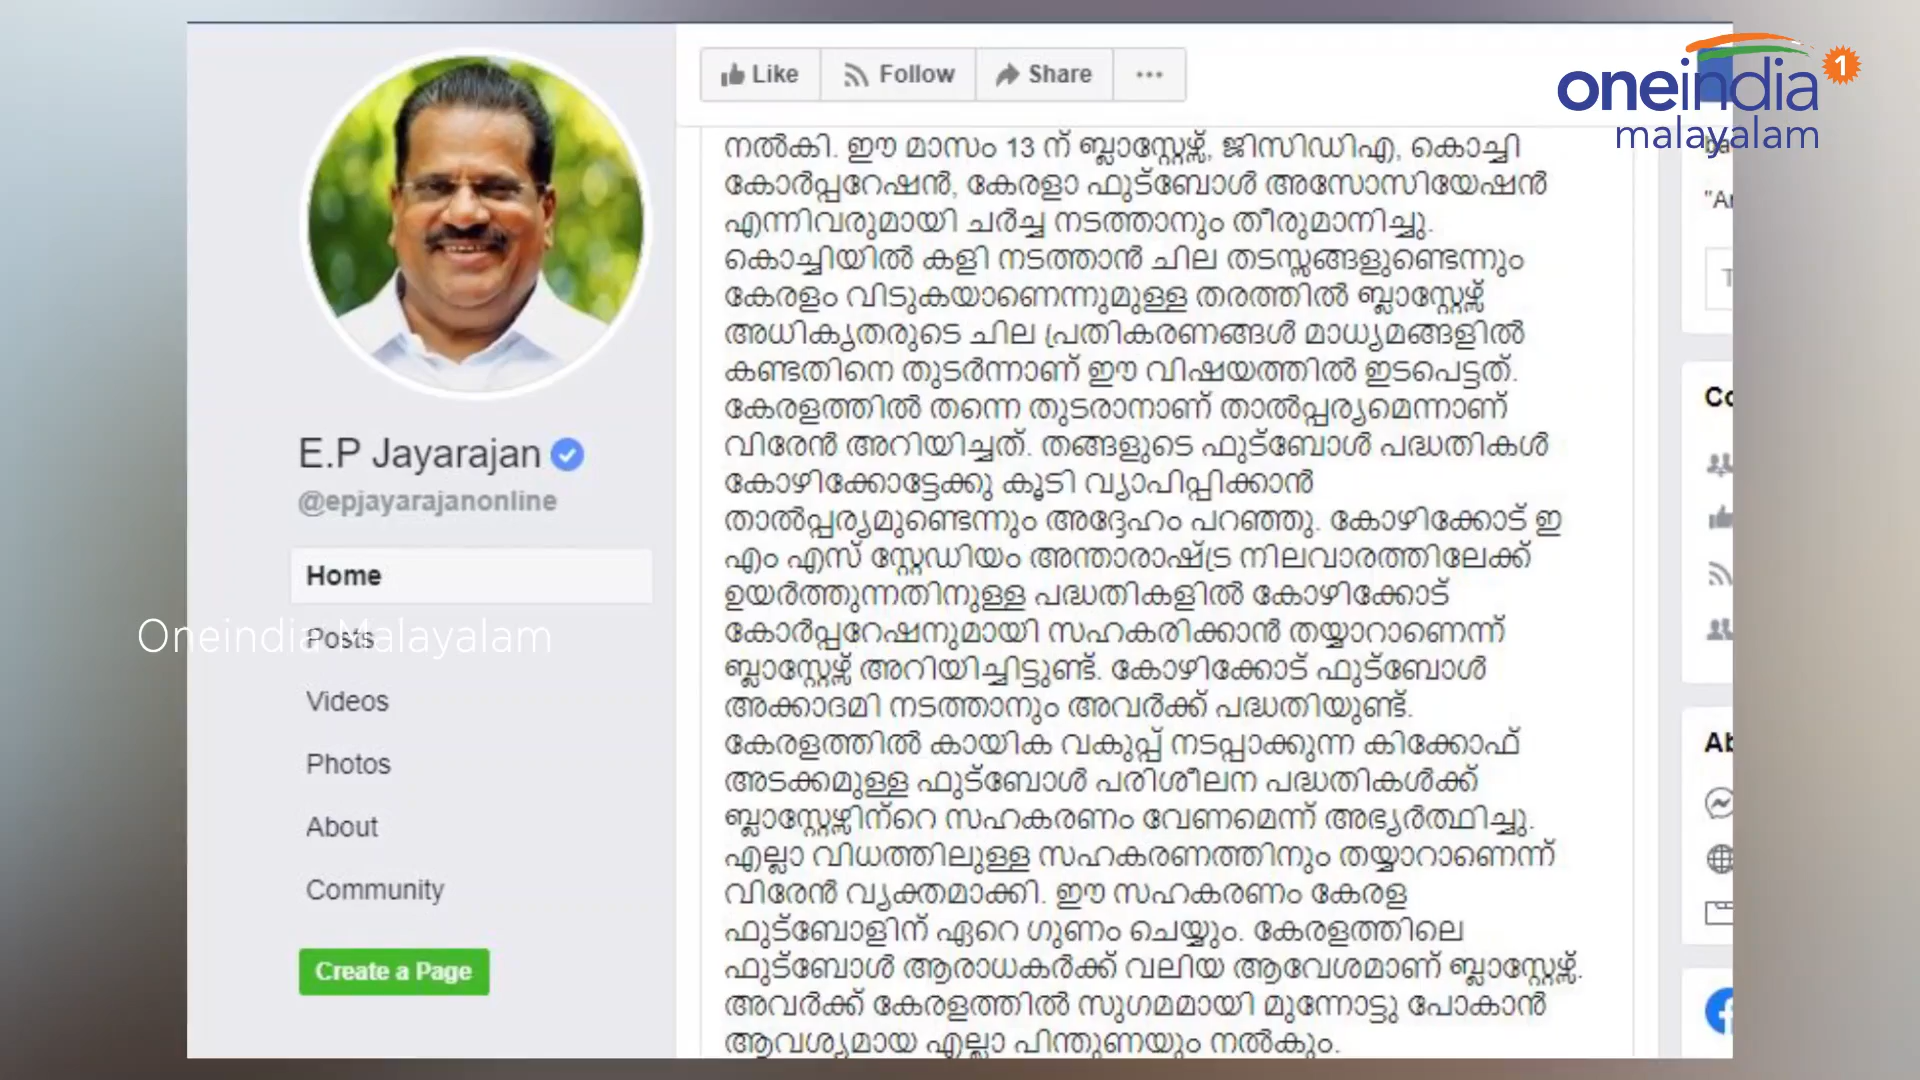 oneindia 1
malayalam
Like Follow Share
E.P Jayarajan
@epjayarajanonline
Home
Posts
Oneindia Malayalam
Videos
Photos
About
Community
Create a Page
നൽകി. ഈ മാസം 13 ന് ബ്ലാസ്റ്റേഴ്സ്, ജിസിഡിഎ, കൊച്ചി
കോർപ്പറേഷൻ, കേരളാ ഫുട്ബോൾ അസോസിയേഷൻ
എന്നിവരുമായി ചർച്ച നടത്താനും തീരുമാനിച്ചു.
കൊച്ചിയിൽ കളി നടത്താൻ ചില തടസ്സങ്ങളുണ്ടെന്നും
കേരളം വിടുകയാണെന്നുമുള്ള തരത്തിൽ ബ്ലാസ്റ്റേഴ്സ്
അധികൃതരുടെ ചില പ്രതികരണങ്ങൾ മാധ്യമങ്ങളിൽ
കണ്ടതിനെ തുടർന്നാണ് ഈ വിഷയത്തിൽ ഇടപെട്ടത്.
കേരളത്തിൽ തന്നെ തുടരാനാണ് താൽപ്പര്യമെന്നാണ്
വിരേൻ അറിയിച്ചത്. തങ്ങളുടെ ഫുട്ബോൾ പദ്ധതികൾ
കോഴിക്കോട്ടേക്കു കൂടി വ്യാപിപ്പിക്കാൻ
താൽപ്പര്യമുണ്ടെന്നും അദ്ദേഹം പറഞ്ഞു. കോഴിക്കോട് ഇ
എം എസ് സ്റ്റേഡിയം അന്താരാഷ്ട്ര നിലവാരത്തിലേക്ക്
ഉയർത്തുന്നതിനുള്ള പദ്ധതികളിൽ കോഴിക്കോട്
കോർപ്പറേഷനുമായി സഹകരിക്കാൻ തയ്യാറാണെന്ന്
ബ്ലാസ്റ്റേഴ്സ് അറിയിച്ചിട്ടുണ്ട്. കോഴിക്കോട് ഫുട്ബോൾ
അക്കാദമി നടത്താനും അവർക്ക് പദ്ധതിയുണ്ട്.
കേരളത്തിൽ കായിക വകുപ്പ് നടപ്പാക്കുന്ന കിക്കോഫ്
അടക്കമുള്ള ഫുട്ബോൾ പരിശീലന പദ്ധതികൾക്ക്
ബ്ലാസ്റ്റേഴ്സിന്റെ സഹകരണം വേണമെന്ന് അഭ്യർത്ഥിച്ചു.
എല്ലാ വിധത്തിലുള്ള സഹകരണത്തിനും തയ്യാറാണെന്ന്
വിരേൻ വ്യക്തമാക്കി. ഈ സഹകരണം കേരള
ഫുട്ബോളിന് ഏറെ ഗുണം ചെയ്യും. കേരളത്തിലെ
ഫുട്ബോൾ ആരാധകർക്ക് വലിയ ആവേശമാണ് ബ്ലാസ്റ്റേഴ്സ്.
അവർക്ക് കേരളത്തിൽ സുഗമമായി മുന്നോട്ടു പോകാൻ
ആവശ്യമായ എല്ലാ പിന്തുണയും നൽകും.